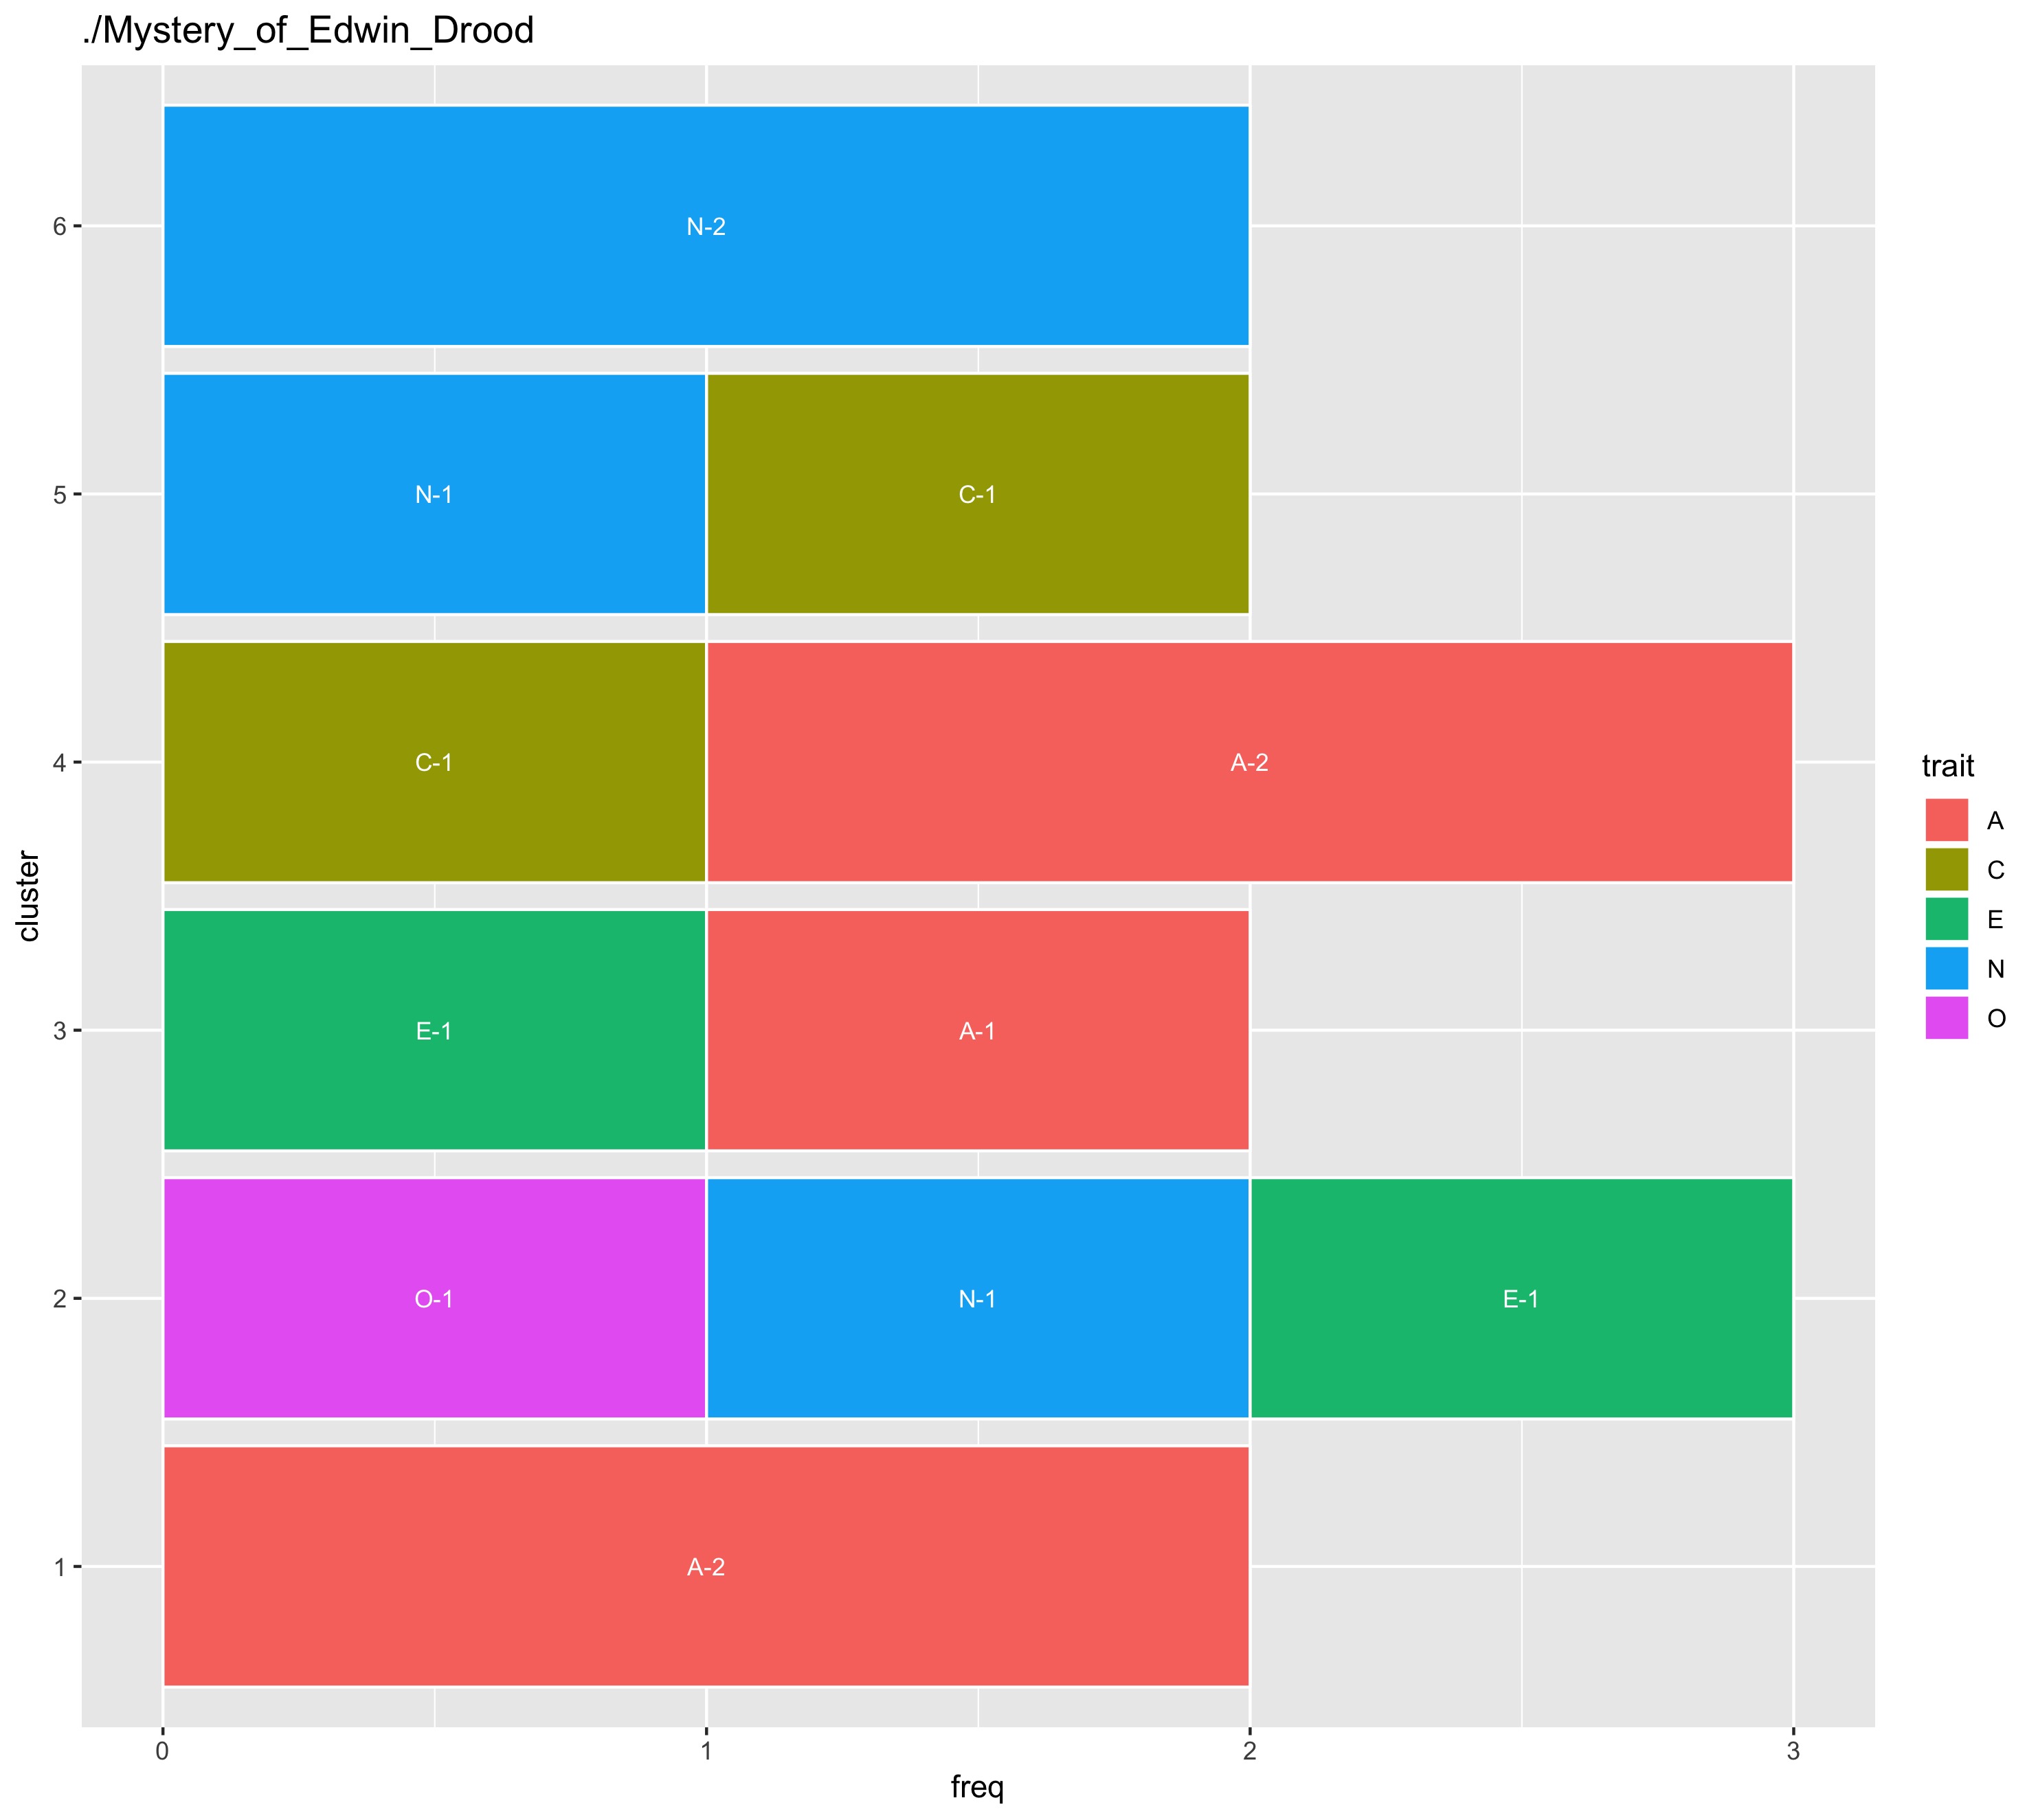 ./Mystery_of_Edwin_Drood
6
N-2
5
N-1 C-1
4
C-1 A-2
3
E-1 A-1
2
O-1 N-1 E-1
1
A-2
0 1 2 3
freq
cluster
trait
A
C
E
N
O